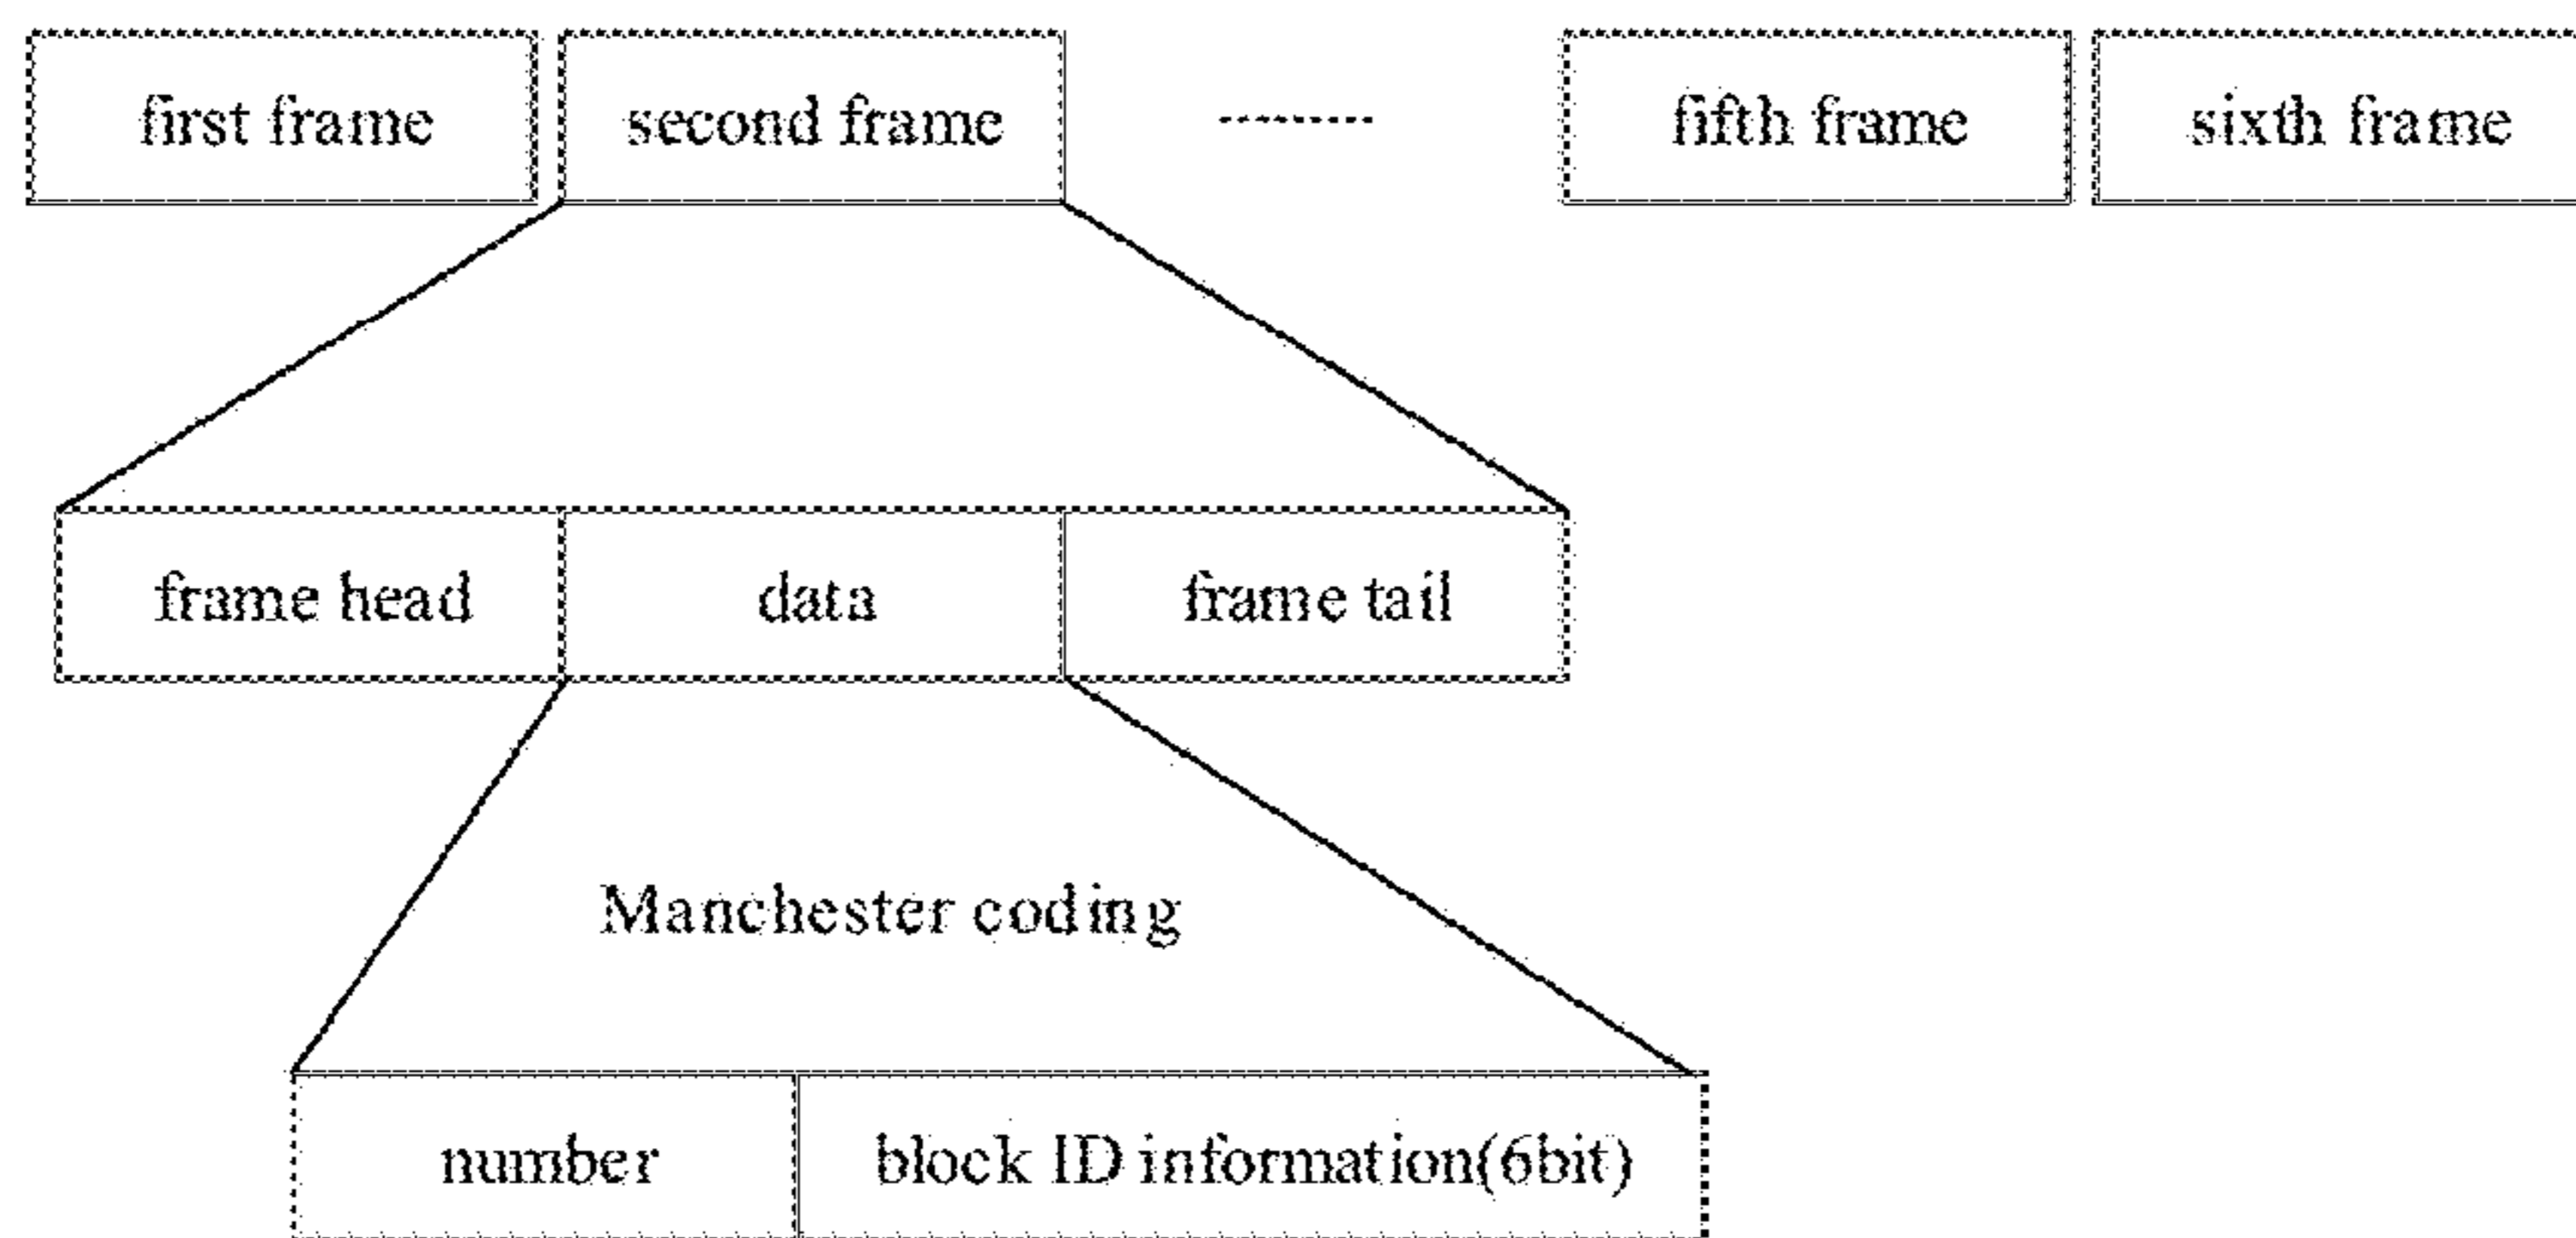 first frame second frame ------- fifth frame sixth frame
frame head data frame tail
Manchester coding
number block ID information(6bit)